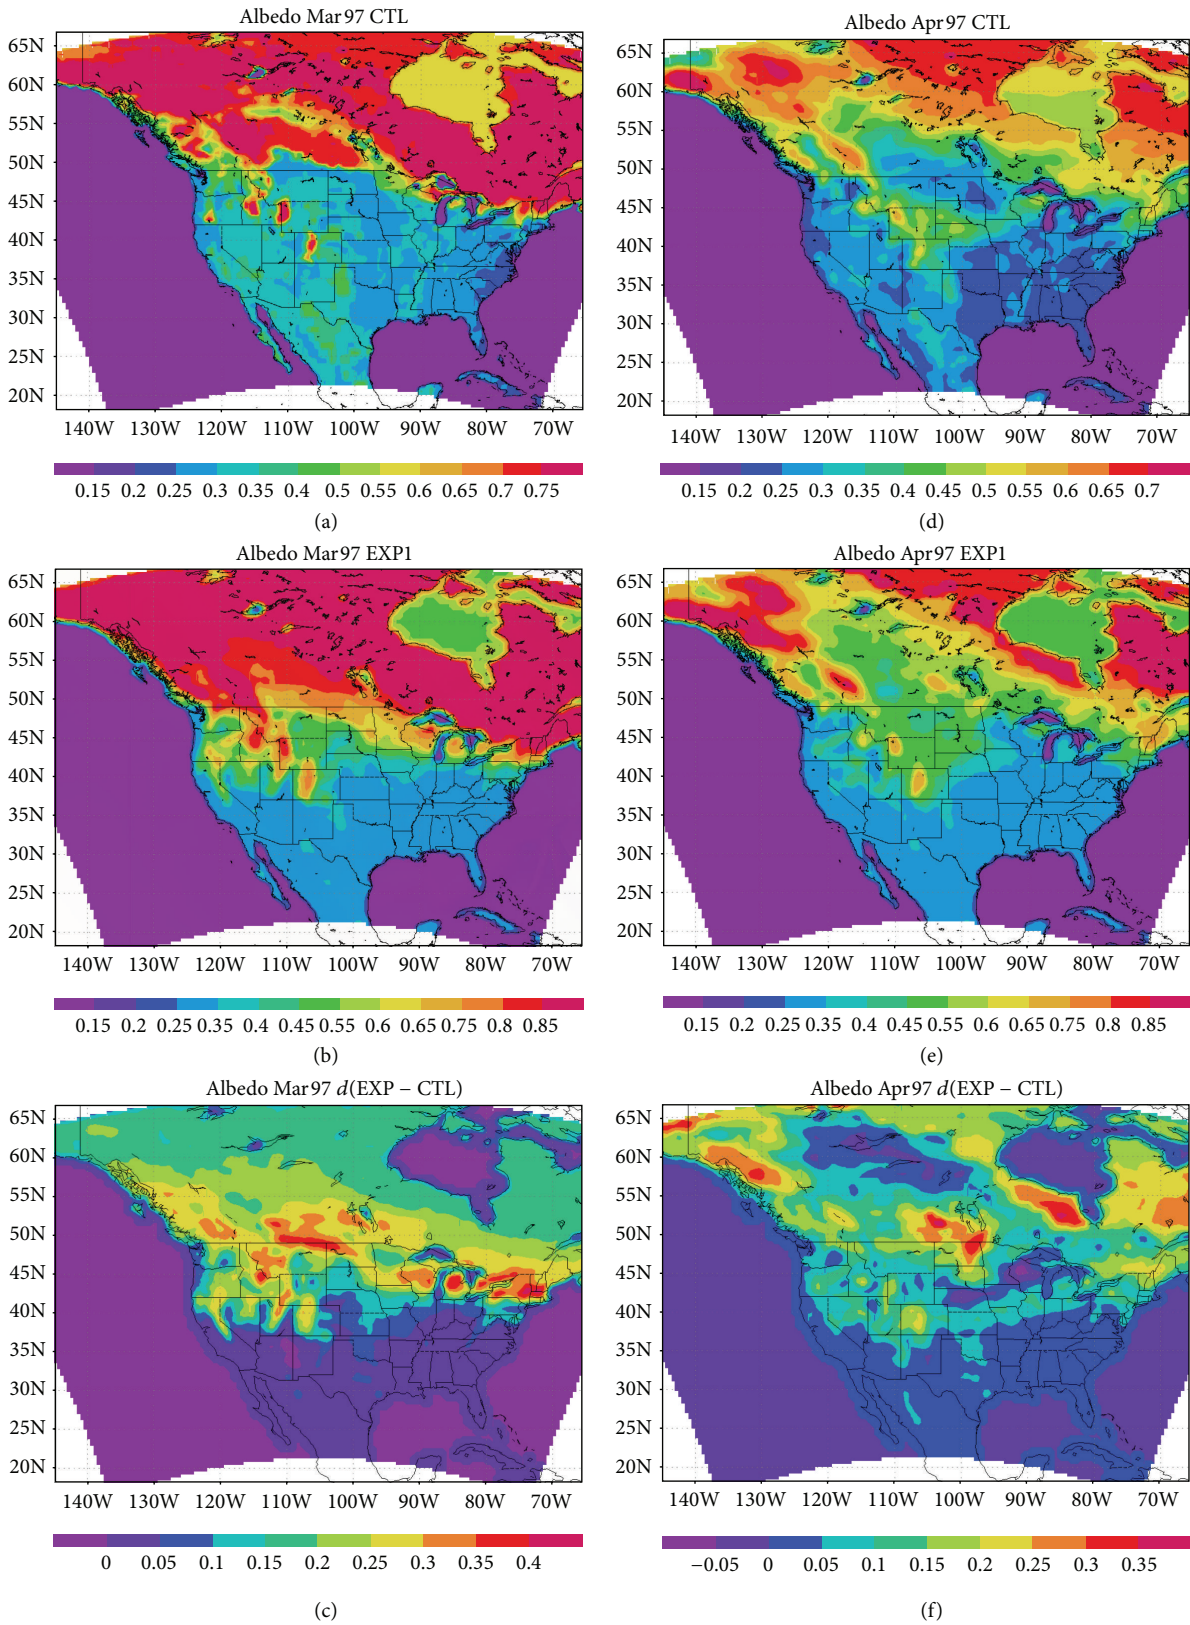 Albedo Mar97 CTL
65N
60N
55N
50N
45N
40N
35N
30N
25N
20N
140W 130W 120W 110W 100W 90W 80W 70W
0.15 0.2 0.25 0.3 0.35 0.4 0.5 0.55 0.6 0.65 0.7 0.75
(a)
Albedo Apr97 CTL
65N
60N
55N
50N
45N
40N
35N
30N
25N
20N
140W 130W 120W 110W 100W 90W 80W 70W
0.15 0.2 0.25 0.3 0.35 0.4 0.45 0.5 0.55 0.6 0.65 0.7
(d)
Albedo Mar97 EXP1
65N
60N
55N
50N
45N
40N
35N
30N
25N
20N
140W 130W 120W 110W 100W 90W 80W 70W
0.15 0.2 0.25 0.35 0.4 0.45 0.55 0.6 0.65 0.75 0.8 0.85
(b)
Albedo Apr97 EXP1
65N
60N
55N
50N
45N
40N
35N
30N
25N
20N
140W 130W 120W 110W 100W 90W 80W 70W
0.15 0.2 0.25 0.35 0.4 0.45 0.55 0.6 0.65 0.75 0.8 0.85
(e)
Albedo Mar97 d(EXP − CTL)
65N
60N
55N
50N
45N
40N
35N
30N
25N
20N
140W 130W 120W 110W 100W 90W 80W 70W
0 0.05 0.1 0.15 0.2 0.25 0.3 0.35 0.4
(c)
Albedo Apr97 d(EXP − CTL)
65N
60N
55N
50N
45N
40N
35N
30N
25N
20N
140W 130W 120W 110W 100W 90W 80W 70W
−0.05 0 0.05 0.1 0.15 0.2 0.25 0.3 0.35
(f)